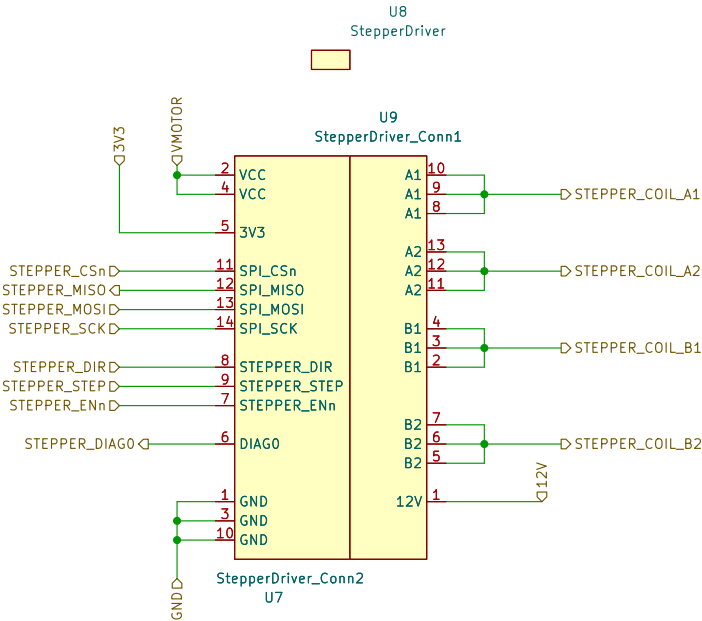 U8
StepperDriver
U9
StepperDriver_Conn1
3V3
VMOTOR
2 VCC
4 VCC
5 3V3
STEPPER_CSn 11 SPI_CSn
STEPPER_MISO 12 SPI_MISO
STEPPER_MOSI 13 SPI_MOSI
STEPPER_SCK 14 SPI_SCK
STEPPER_DIR 8 STEPPER_DIR
STEPPER_STEP 9 STEPPER_STEP
STEPPER_ENn 7 STEPPER_ENn
STEPPER_DIAG0 6 DIAG0
1 GND
3 GND
10 GND
GND
A1 10
A1 9 STEPPER_COIL_A1
A1 8
A2 13
A2 12 STEPPER_COIL_A2
A2 11
B1 4
B1 3 STEPPER_COIL_B1
B1 2
B2 7
B2 6 STEPPER_COIL_B2
B2 5
12V 1
12V
StepperDriver_Conn2
U7